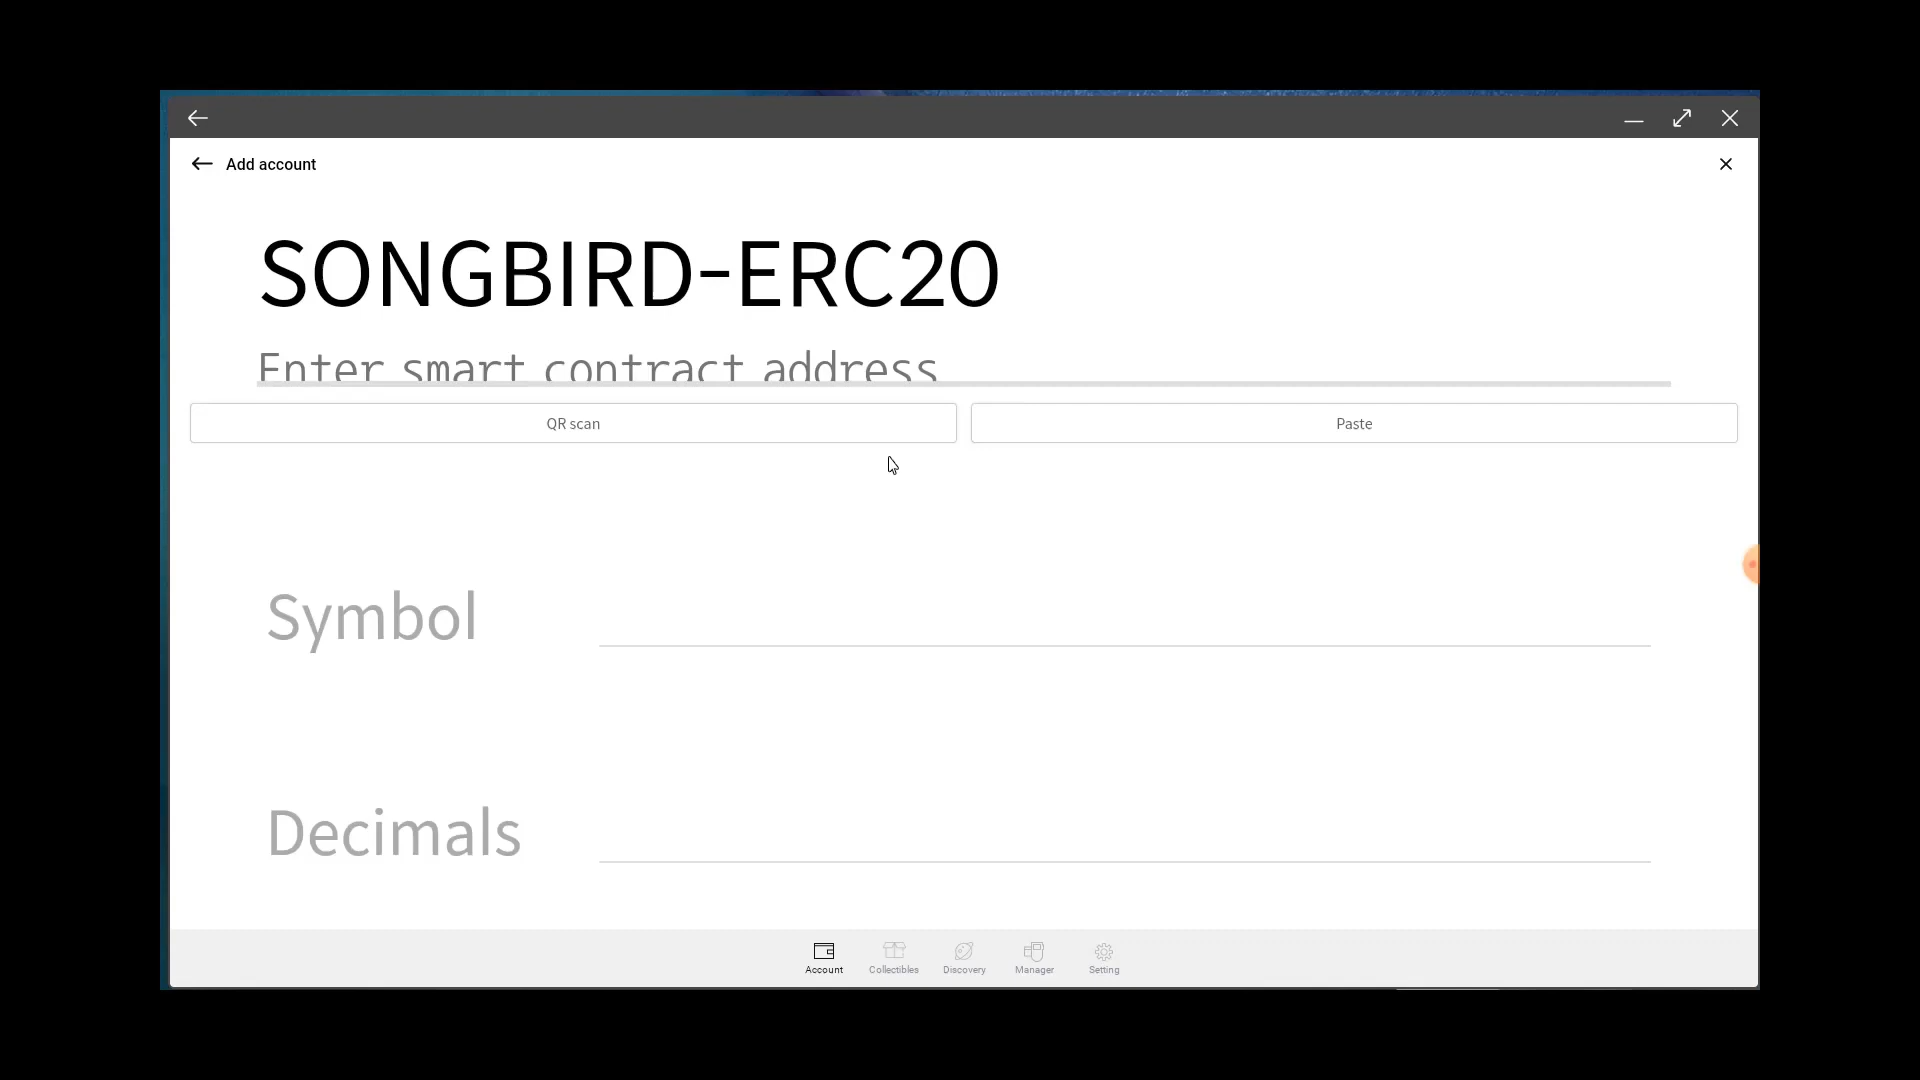 Add account
SONGBIRD-ERC20
Enter smart contract address
QR scan
Paste
Symbol
Decimals
Account
Collectibles
Discovery
Manager
Setting